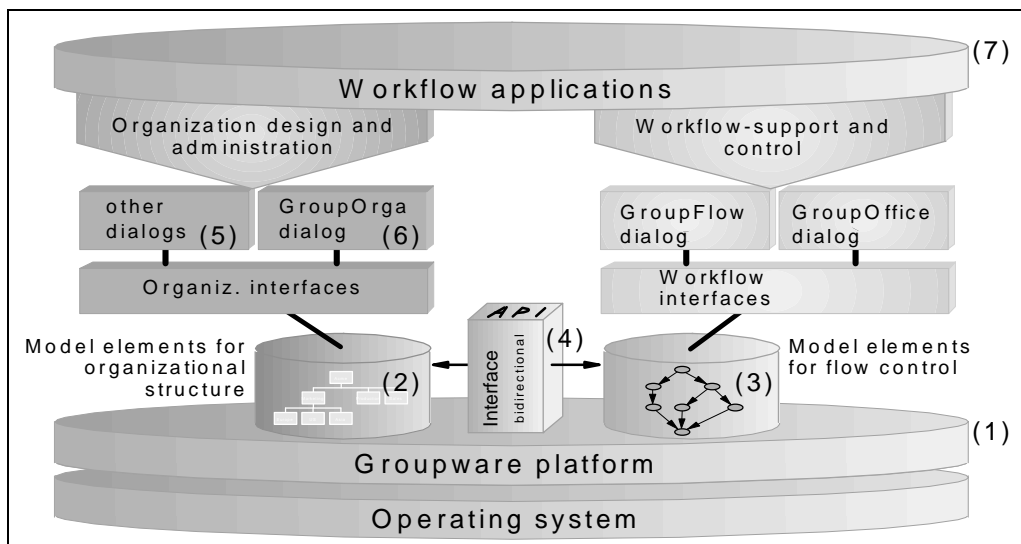 (7)
Workflow applications
Organization design and
administration
Workflow-support and
control
other
dialogs (5)
GroupOrga
dialog (6)
GroupFlow
dialog
GroupOffice
dialog
Organiz. interfaces
Workflow
interfaces
API
Interface
bidirectional
(4)
Model elements for
organizational
structure
(2)
(3)
Model elements
for flow control
(1)
Groupware platform
Operating system